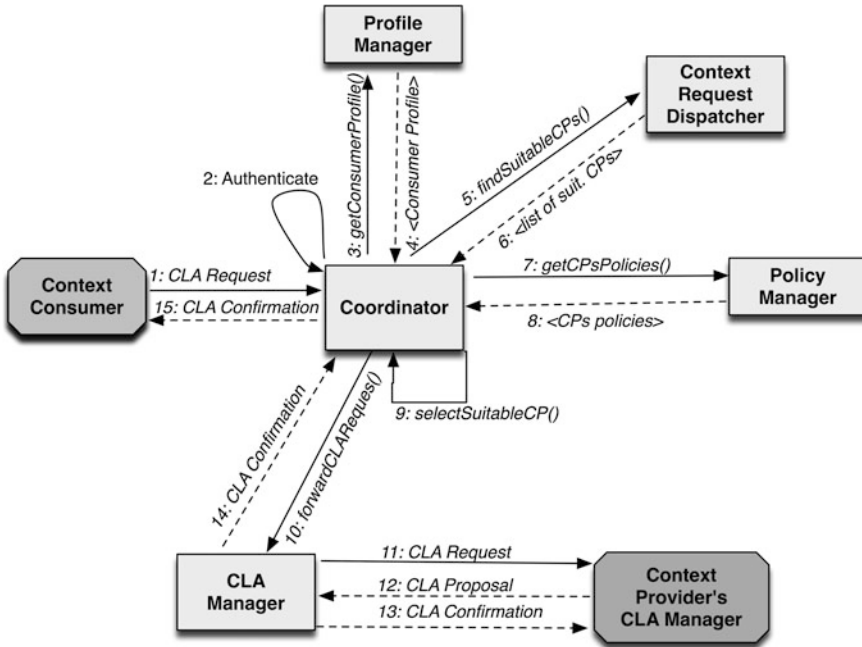 Profile
Manager
Context
Request
Dispatcher
3: getConsumerProfile()
4: <Consumer Profile>
5: findSuitableCPs()
6: <list of suit. CPs>
2: Authenticate
1: CLA Request
Context
Consumer
15: CLA Confirmation
Coordinator
7: getCPsPolicies()
Policy
Manager
8: <CPs policies>
9: selectSuitableCP()
14: CLA Confirmation
10: forwardCLAReques()
CLA
Manager
11: CLA Request
12: CLA Proposal
13: CLA Confirmation
Context
Provider's
CLA Manager